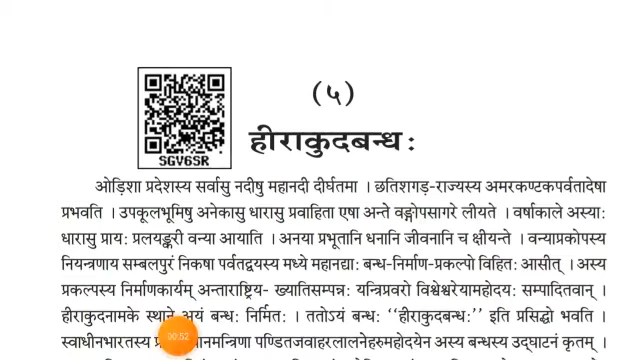 (५)
SGV6SR
हीराकुदबन्धः
ओड़िशा प्रदेशस्य सर्वासु नदीषु महानदी दीर्घतमा । छतिशगड़-राज्यस्य अमरकण्टकपर्वतादेषा
प्रभवति । उपकूलभूमिषु अनेकासु धारासु प्रवाहिता एषा अन्ते वङ्गोपसागरे लीयते । वर्षाकाले अस्याः
धारासु प्रायः प्रलयङ्करी वन्या आयाति । अनया प्रभूतानि धनानि जीवनानि च क्षीयन्ते । वन्याप्रकोपस्य
नियन्त्रणाय सम्बलपुरं निकषा पर्वतद्वयस्य मध्ये महानद्याः बन्ध-निर्माण-प्रकल्पो विहितः आसीत् । अस्य
प्रकल्पस्य निर्माणकार्यम् अन्ताराष्ट्रिय- ख्यातिसम्पन्नः यन्त्रिप्रवरो विश्वेश्वरेयामहोदयः सम्पादितवान् ।
हीराकुदनामके स्थाने अयं बन्धः निर्मितः । ततोऽयं बन्धः ‘‘हीराकुदबन्धः’’ इति प्रसिद्धो भवति ।
00:52
स्वाधीनभारतस्य मन्त्रिणा पण्डितजवाहरलालनेहरुमहोदयेन अस्य बन्धस्य उद्घाटनं कृतम् ।